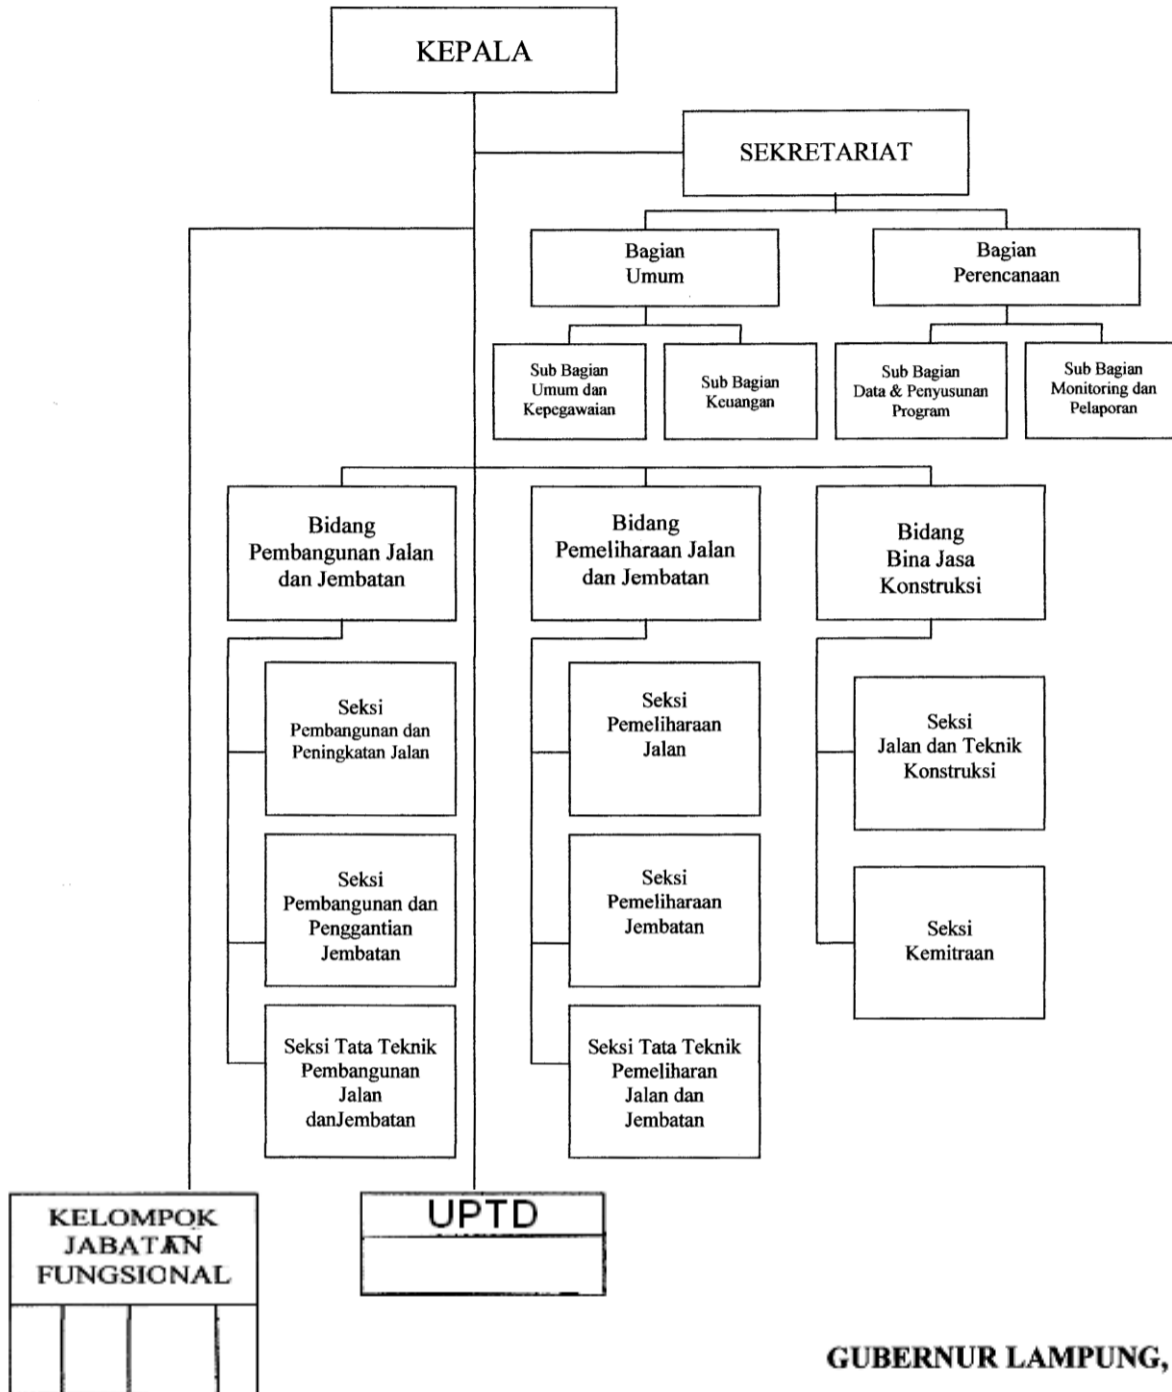 KEPALA
SEKRETARIAT
Bagian
Umum
Bagian
Perencanaan
Sub Bagian
Umum dan
Kepegawaian
Sub Bagian
Keuangan
Sub Bagian
Data & Penyusunan
Program
Sub Bagian
Monitoring dan
Pelaporan
Bidang
Pembangunan Jalan
dan Jembatan
Bidang
Pemeliharaan Jalan
dan Jembatan
Bidang
Bina Jasa
Konstruksi
Seksi
Pembangunan dan
Peningkatan Jalan
Seksi
Pemeliharaan
Jalan
Seksi
Jalan dan Teknik
Konstruksi
Seksi
Pembangunan dan
Penggantian
Jembatan
Seksi
Pemeliharaan
Jembatan
Seksi
Kemitraan
Seksi Tata Teknik
Pembangunan
Jalan
danJembatan
Seksi Tata Teknik
Pemeliharan
Jalan dan
Jembatan
KELOMPOK
JABATAN
FUNGSIONAL
UPTD
GUBERNUR LAMPUNG,